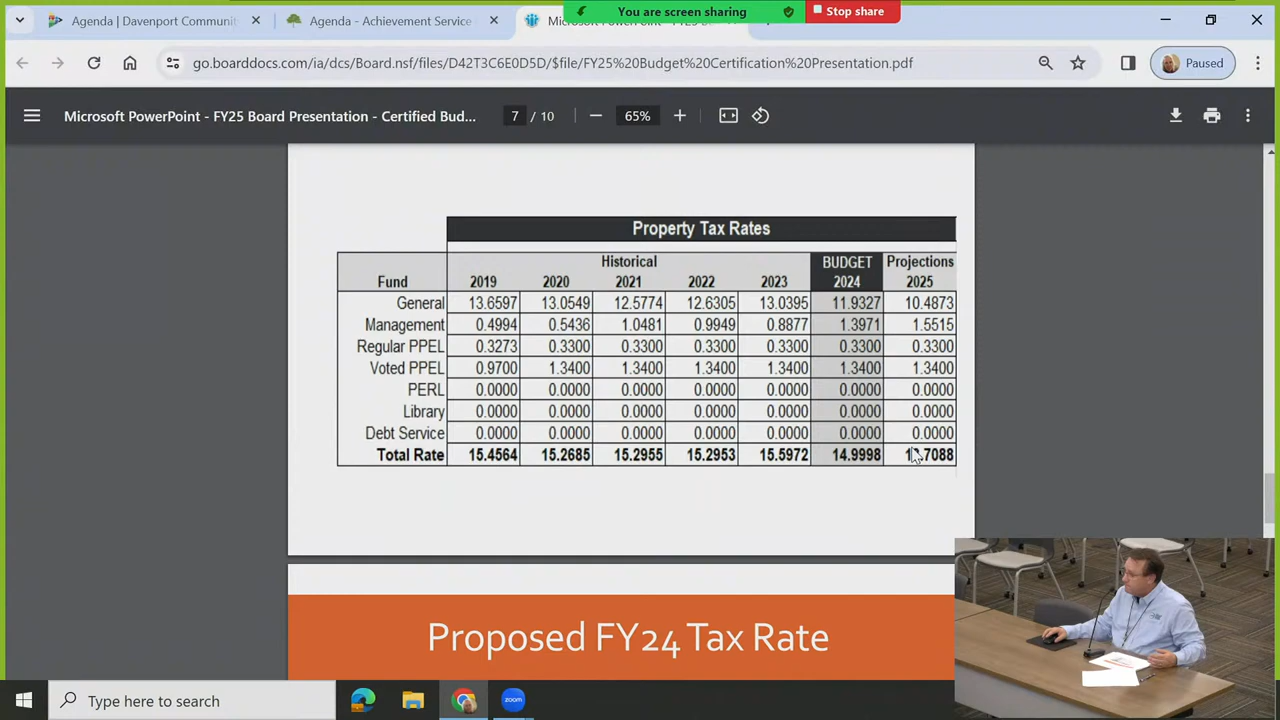 You are screen sharing
Stop share
Agenda | Davenport Communit
Agenda - Achievement Service
go.boarddocs.com/ia/dcs/Board.nsf/files/D42T3C6E0D5D/$file/FY25%20Budget%20Certification%20Presentation.pdf
Paused
Microsoft PowerPoint - FY25 Board Presentation - Certified Bud...
7 / 10
65%
Property Tax Rates
Historical BUDGET Projections
Fund 2019 2020 2021 2022 2023 2024 2025
General 13.6597 13.0549 12.5774 12.6305 13.0395 11.9327 10.4873
Management 0.4994 0.5436 1.0481 0.9949 0.8877 1.3971 1.5515
Regular PPEL 0.3273 0.3300 0.3300 0.3300 0.3300 0.3300 0.3300
Voted PPEL 0.9700 1.3400 1.3400 1.3400 1.3400 1.3400 1.3400
PERL 0.0000 0.0000 0.0000 0.0000 0.0000 0.0000 0.0000
Library 0.0000 0.0000 0.0000 0.0000 0.0000 0.0000 0.0000
Debt Service 0.0000 0.0000 0.0000 0.0000 0.0000 0.0000 0.0000
Total Rate 15.4564 15.2685 15.2955 15.2953 15.5972 14.9998
Proposed FY24 Tax Rate
Type here to search
zoom